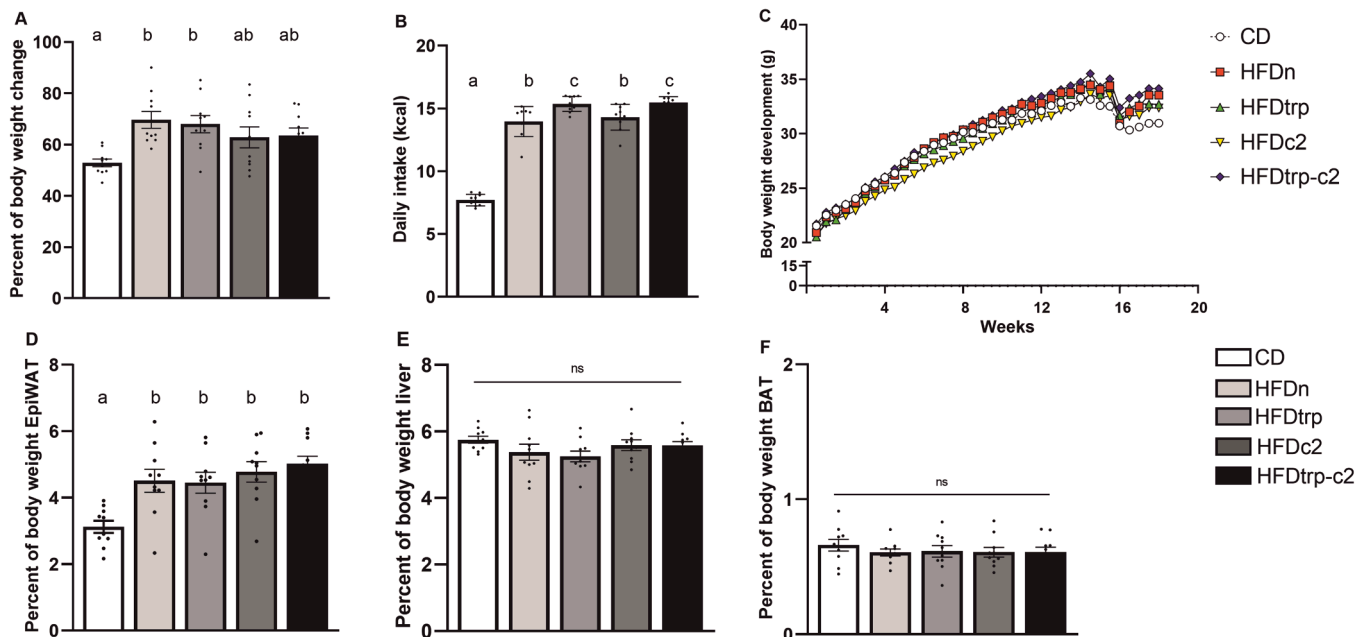 A
a b b ab ab
Percent of body weight change
100
80
60
40
20
0
B
a b c b c
Daily intake (kcal)
20
15
10
5
0
C
Body weight development (g)
40
35
30
25
20
15
0
4 8 12 16 20
Weeks
CD
HFDn
HFDtrp
HFDc2
HFDtrp-c2
D
a b b b b
Percent of body weight EpiWAT
8
6
4
2
0
E
ns
Percent of body weight liver
8
6
4
2
0
F
ns
Percent of body weight BAT
2
1
0
CD
HFDn
HFDtrp
HFDc2
HFDtrp-c2